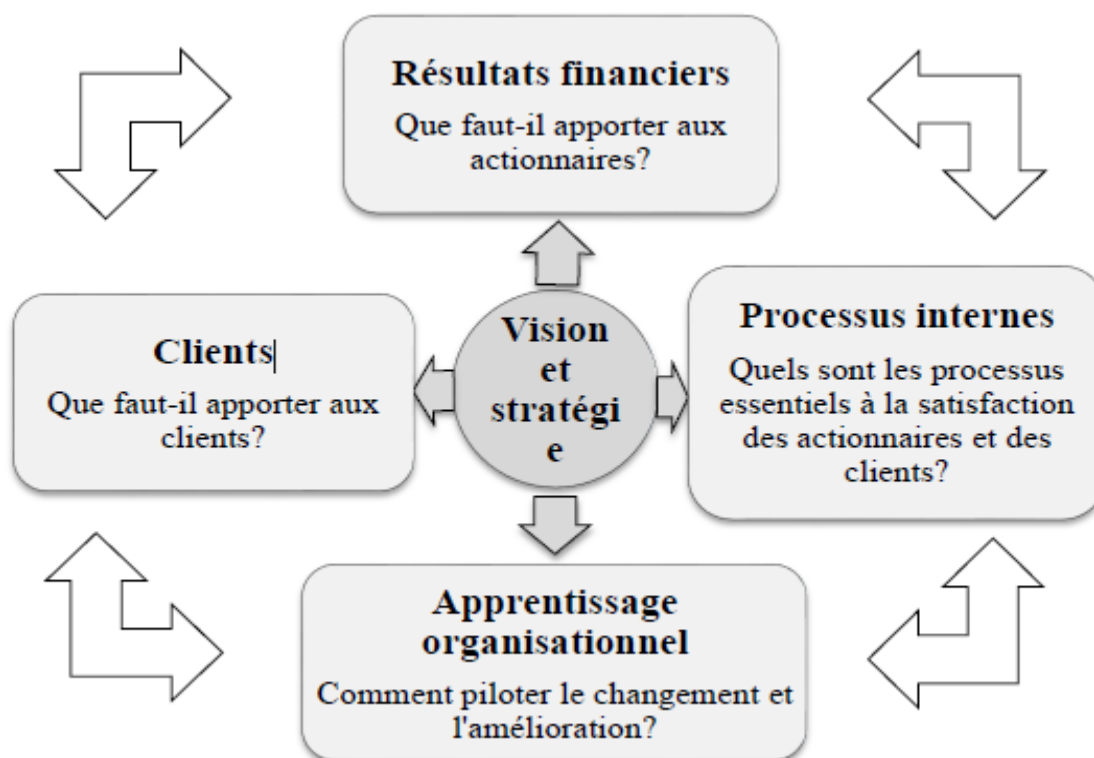 Résultats financiers
Que faut-il apporter aux
actionnaires?
Clients
Que faut-il apporter aux
clients?
Vision
et
stratégi
e
Processus internes
Quels sont les processus
essentiels à la satisfaction
des actionnaires et des
clients?
Apprentissage
organisationnel
Comment piloter le changement et
l'amélioration?